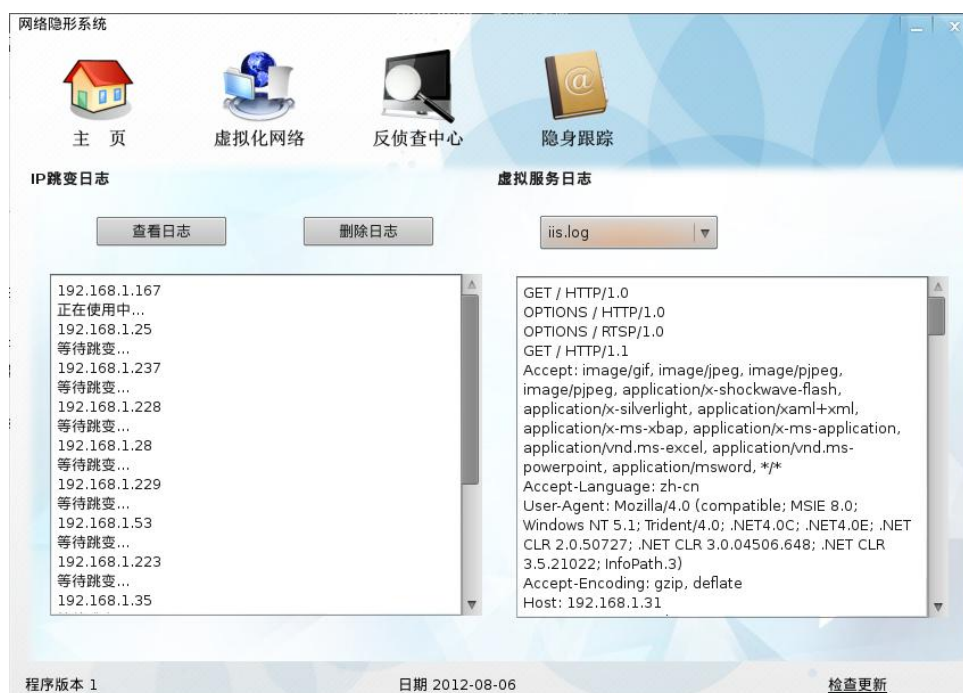 网络隐形系统
主 页
虚拟化网络
反侦查中心
隐身跟踪
IP跳变日志
查看日志
删除日志
192.168.1.167
正在使用中...
192.168.1.25
等待跳变...
192.168.1.237
等待跳变...
192.168.1.228
等待跳变...
192.168.1.28
等待跳变...
192.168.1.229
等待跳变...
192.168.1.53
等待跳变...
192.168.1.223
等待跳变...
192.168.1.35
虚拟服务日志
iis.log
GET / HTTP/1.0
OPTIONS / HTTP/1.0
OPTIONS / RTSP/1.0
GET / HTTP/1.1
Accept: image/gif, image/jpeg, image/pjpeg,
image/pjpeg, application/x-shockwave-flash,
application/x-silverlight, application/xaml+xml,
application/x-ms-xbap, application/x-ms-application,
application/vnd.ms-excel, application/vnd.ms-
powerpoint, application/msword, */*
Accept-Language: zh-cn
User-Agent: Mozilla/4.0 (compatible; MSIE 8.0;
Windows NT 5.1; Trident/4.0; .NET4.0C; .NET4.0E; .NET
CLR 2.0.50727; .NET CLR 3.0.04506.648; .NET CLR
3.5.21022; InfoPath.3)
Accept-Encoding: gzip, deflate
Host: 192.168.1.31
程序版本 1
日期 2012-08-06
检查更新